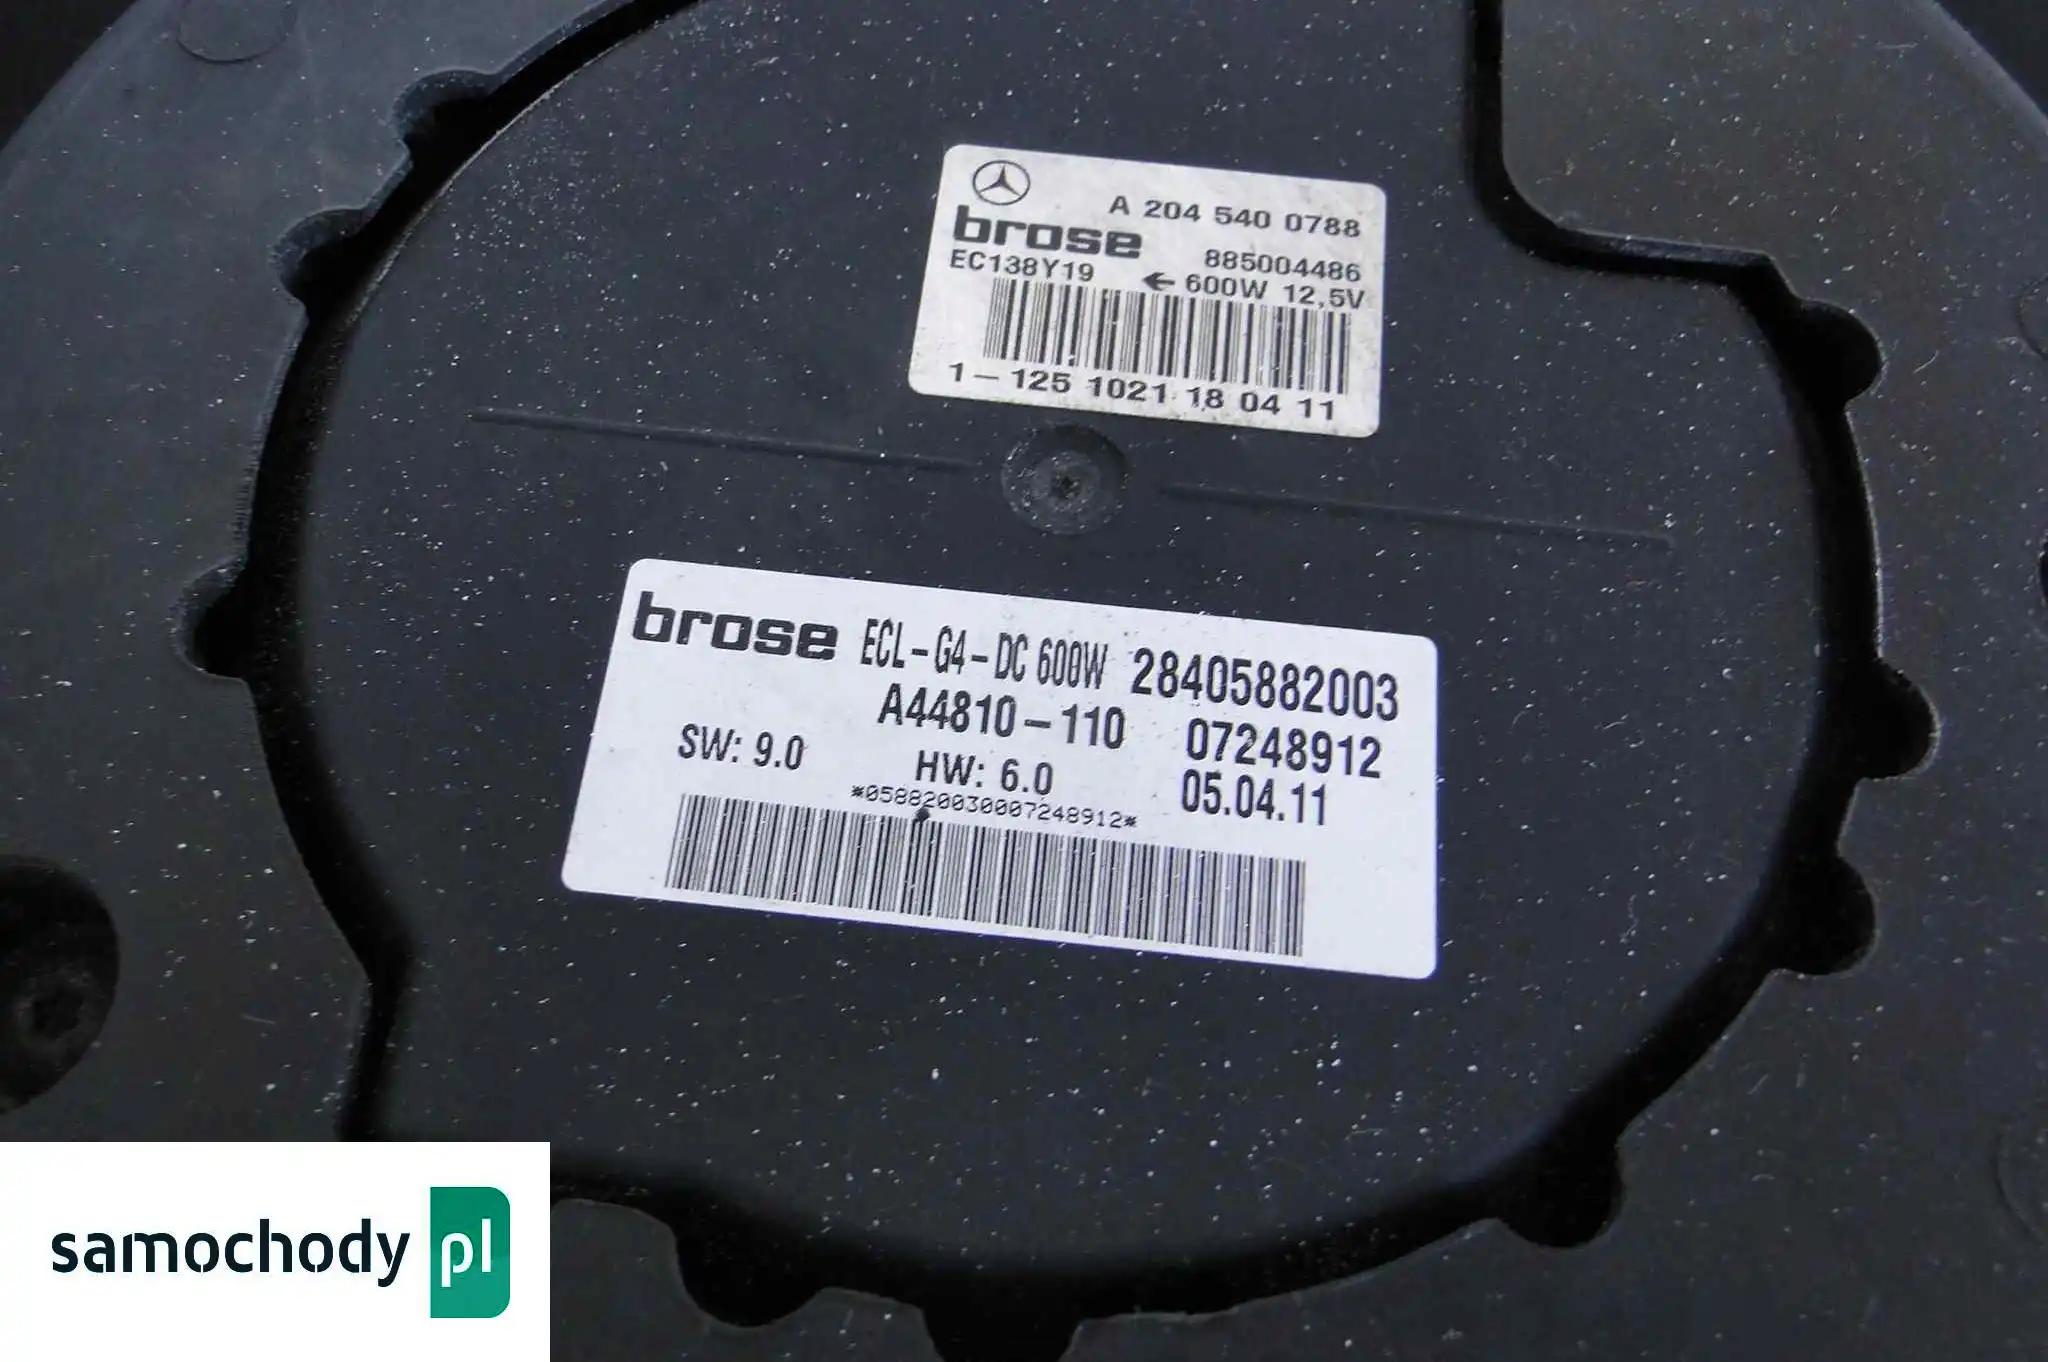 A 204 540 0788
brose
885004486
EC138Y19 ← 600W 12,5V
1-125 1021 18 04 11
brose ECL-G4-DC 600W 28405882003
A44810-110 07248912
SW: 9.0 HW: 6.0 05.04.11
*058820030007248912*
samochody pl